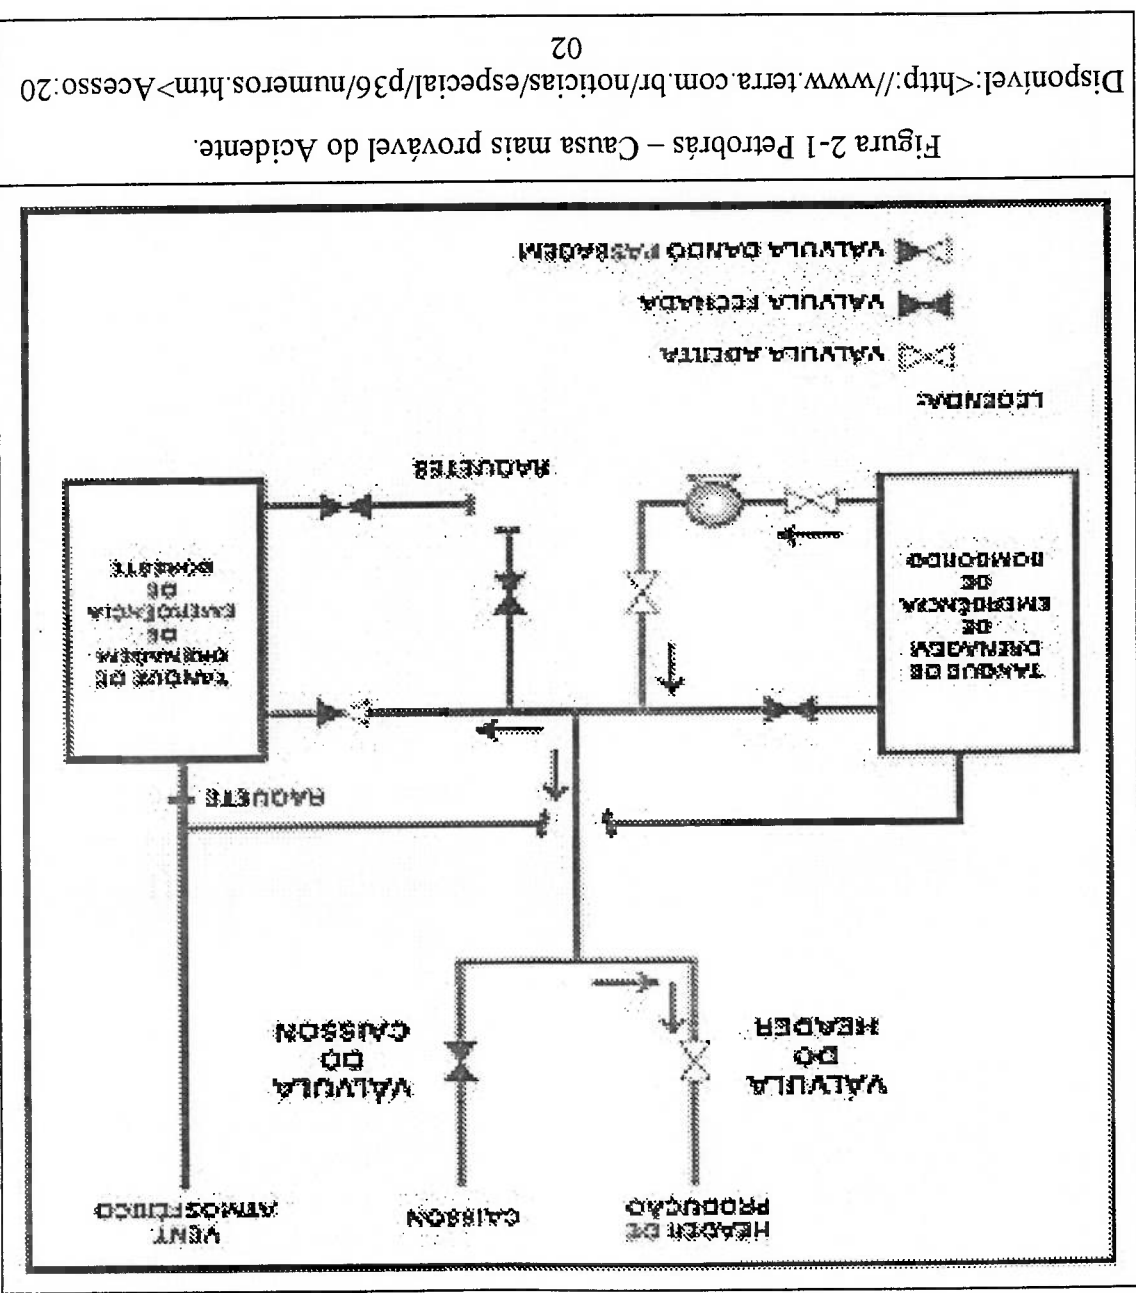 HEADER DE
PRODUÇÃO
CAISSON
VENT
ATMOSFÉRICO
VÁLVULA
DO
HEADER
VÁLVULA
DO
CAISSON
RAQUETE
TANQUE DE
DRENAGEM
DE
EMERGÊNCIA
DE
BOMBORDO
TANQUE DE
DRENAGEM
DE
EMERGÊNCIA
DE
BORESTE
RAQUETES
LEGENDA:
VÁLVULA ABERTA
VÁLVULA FECHADA
VÁLVULA DANDO PASSAGEM
Figura 2-1 Petrobrás – Causa mais provável do Acidente.
Disponível:<http://www.terra.com.br/noticias/especial/p36/numeros.htm>Acesso:20
02